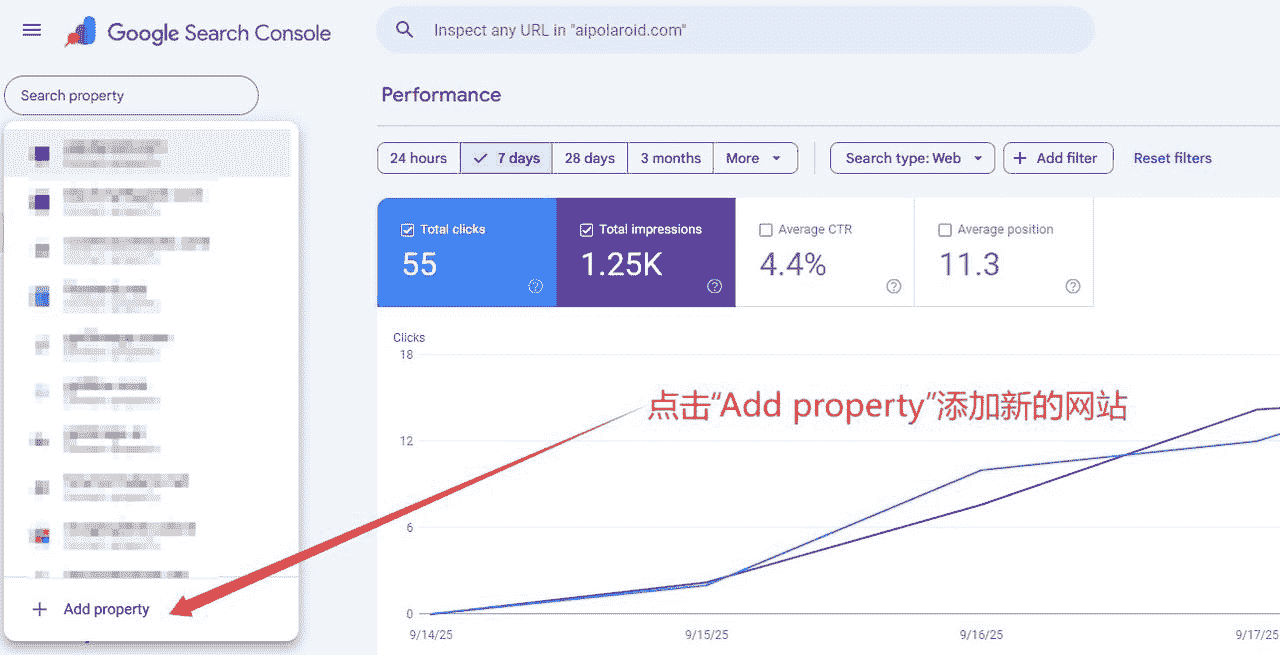 Google Search Console
Inspect any URL in "aipolaroid.com"
Search property
Add property
Performance
24 hours
7 days
28 days
3 months
More
Search type: Web
Add filter
Reset filters
Total clicks
55
Total impressions
1.25K
Average CTR
4.4%
Average position
11.3
Clicks
18
12
6
0
点击“Add property”添加新的网站
9/14/25
9/15/25
9/16/25
9/17/25